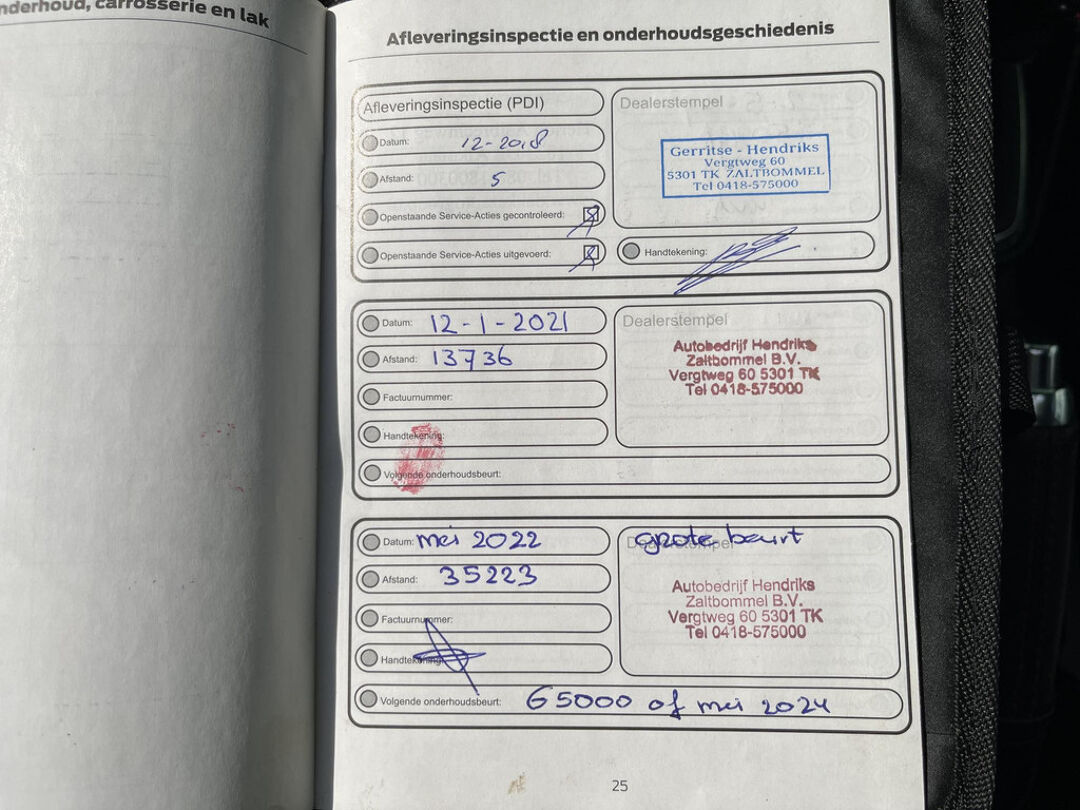 nderhoud, carrosserie en lak
Afleveringsinspectie en onderhoudsgeschiedenis
Afleveringsinspectie (PDI)
Dealerstempel
Datum: 12-2018
Gerritse - Hendriks
Vergtweg 60
5301 TK ZALTBOMMEL
Tel 0418-575000
Afstand: 5
Openstaande Service-Acties gecontroleerd:
Openstaande Service-Acties uitgevoerd:
Handtekening:
Datum: 12-1-2021
Dealerstempel
Autobedrijf Hendriks
Zaltbommel B.V.
Vergtweg 60 5301 TK
Tel 0418-575000
Afstand: 13736
Factuurnummer:
Handtekening:
Volgende onderhoudsbeurt:
Datum: mei 2022
Dealerstempel
grote beurt
Afstand: 35223
Autobedrijf Hendriks
Zaltbommel B.V.
Vergtweg 60 5301 TK
Tel 0418-575000
Factuurnummer:
Handtekening:
Volgende onderhoudsbeurt: 65000 of mei 2024
25